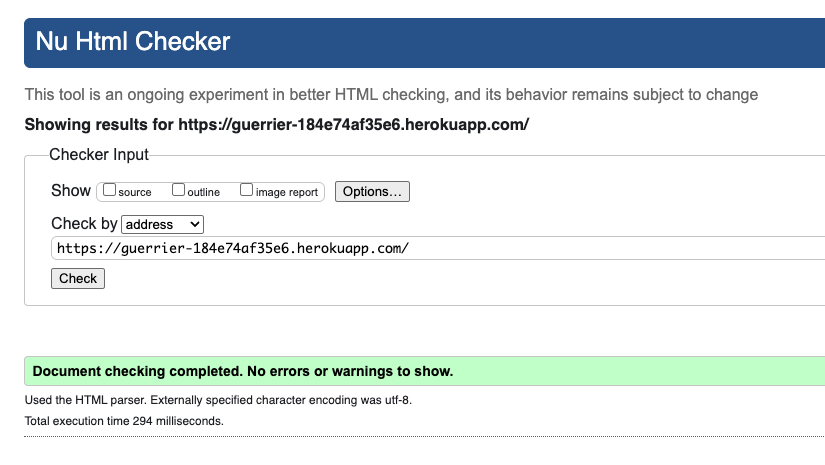 Nu Html Checker
This tool is an ongoing experiment in better HTML checking, and its behavior remains subject to change
Showing results for https://guerrier-184e74af35e6.herokuapp.com/
Checker Input
Show source outline image report Options...
Check by address
https://guerrier-184e74af35e6.herokuapp.com/
Check
Document checking completed. No errors or warnings to show.
Used the HTML parser. Externally specified character encoding was utf-8.
Total execution time 294 milliseconds.